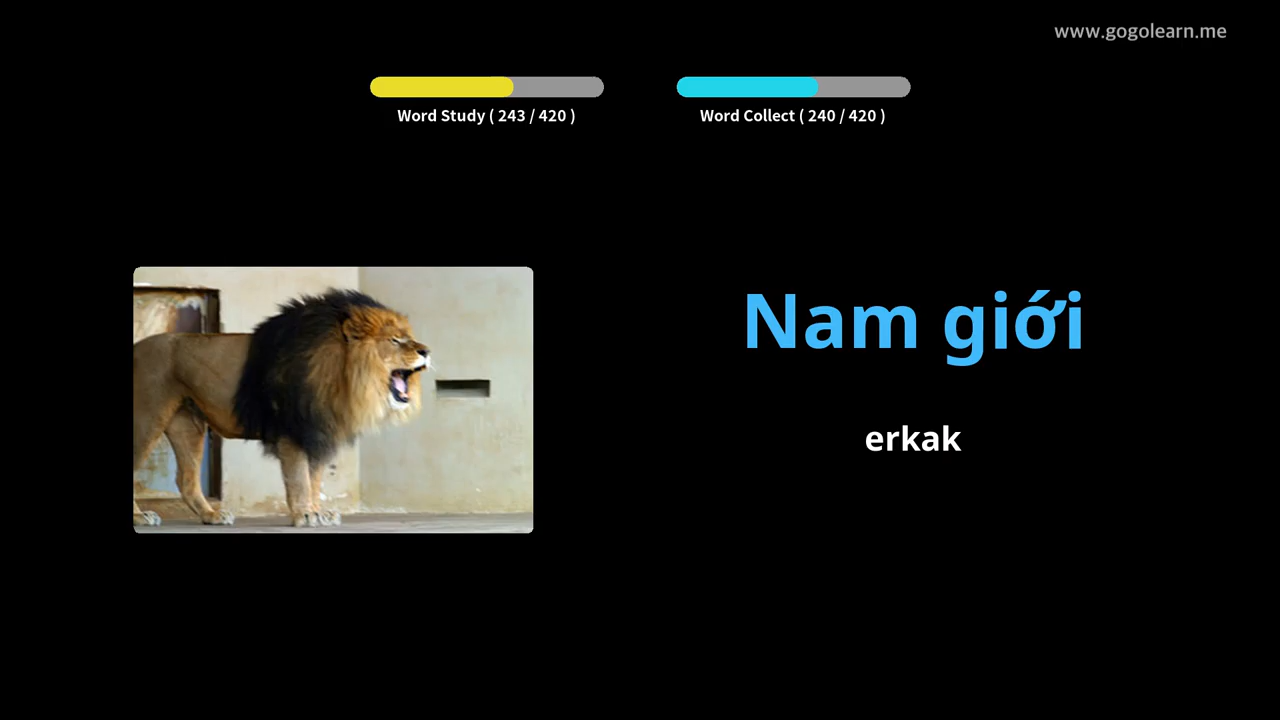 www.gogolearn.me
Word Study ( 243 / 420 )
Word Collect ( 240 / 420 )
Nam giới
erkak